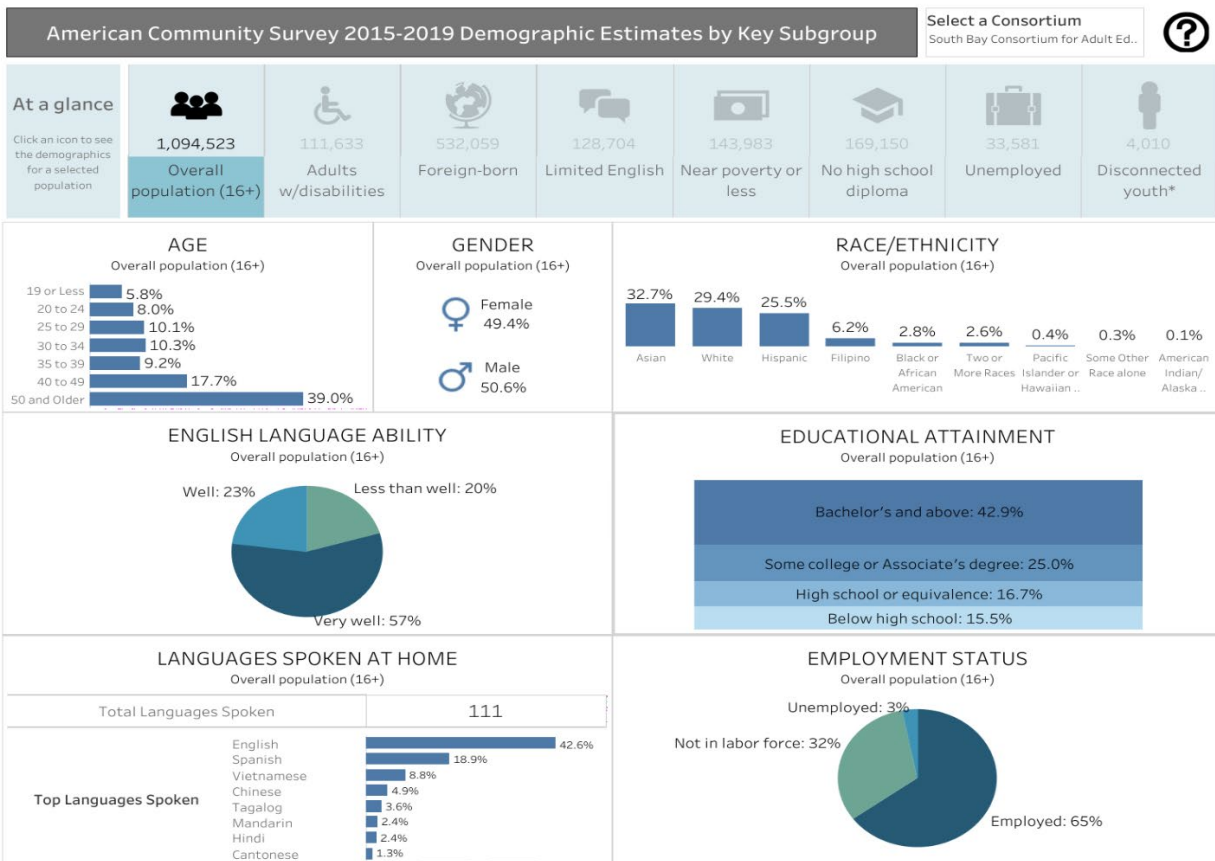 American Community Survey 2015-2019 Demographic Estimates by Key Subgroup
Select a Consortium
South Bay Consortium for Adult Ed..
?
At a glance
Click an icon to see
the demographics
for a selected
population
1,094,523
Overall
population (16+)
111,633
Adults
w/disabilities
532,059
Foreign-born
128,704
Limited English
143,983
Near poverty or
less
169,150
No high school
diploma
33,581
Unemployed
4,010
Disconnected
youth*
AGE
Overall population (16+)
19 or Less 5.8%
20 to 24 8.0%
25 to 29 10.1%
30 to 34 10.3%
35 to 39 9.2%
40 to 49 17.7%
50 and Older 39.0%
GENDER
Overall population (16+)
Female
49.4%
Male
50.6%
RACE/ETHNICITY
Overall population (16+)
32.7%
Asian
29.4%
White
25.5%
Hispanic
6.2%
Filipino
2.8%
Black or
African
American
2.6%
Two or
More Races
0.4%
Pacific
Islander or
Hawaiian ..
0.3%
Some Other
Race alone
0.1%
American
Indian/
Alaska ..
ENGLISH LANGUAGE ABILITY
Overall population (16+)
Well: 23%
Less than well: 20%
Very well: 57%
EDUCATIONAL ATTAINMENT
Overall population (16+)
Bachelor's and above: 42.9%
Some college or Associate's degree: 25.0%
High school or equivalence: 16.7%
Below high school: 15.5%
LANGUAGES SPOKEN AT HOME
Overall population (16+)
Total Languages Spoken 111
Top Languages Spoken
English 42.6%
Spanish 18.9%
Vietnamese 8.8%
Chinese 4.9%
Tagalog 3.6%
Mandarin 2.4%
Hindi 2.4%
Cantonese 1.3%
EMPLOYMENT STATUS
Overall population (16+)
Unemployed: 3%
Not in labor force: 32%
Employed: 65%